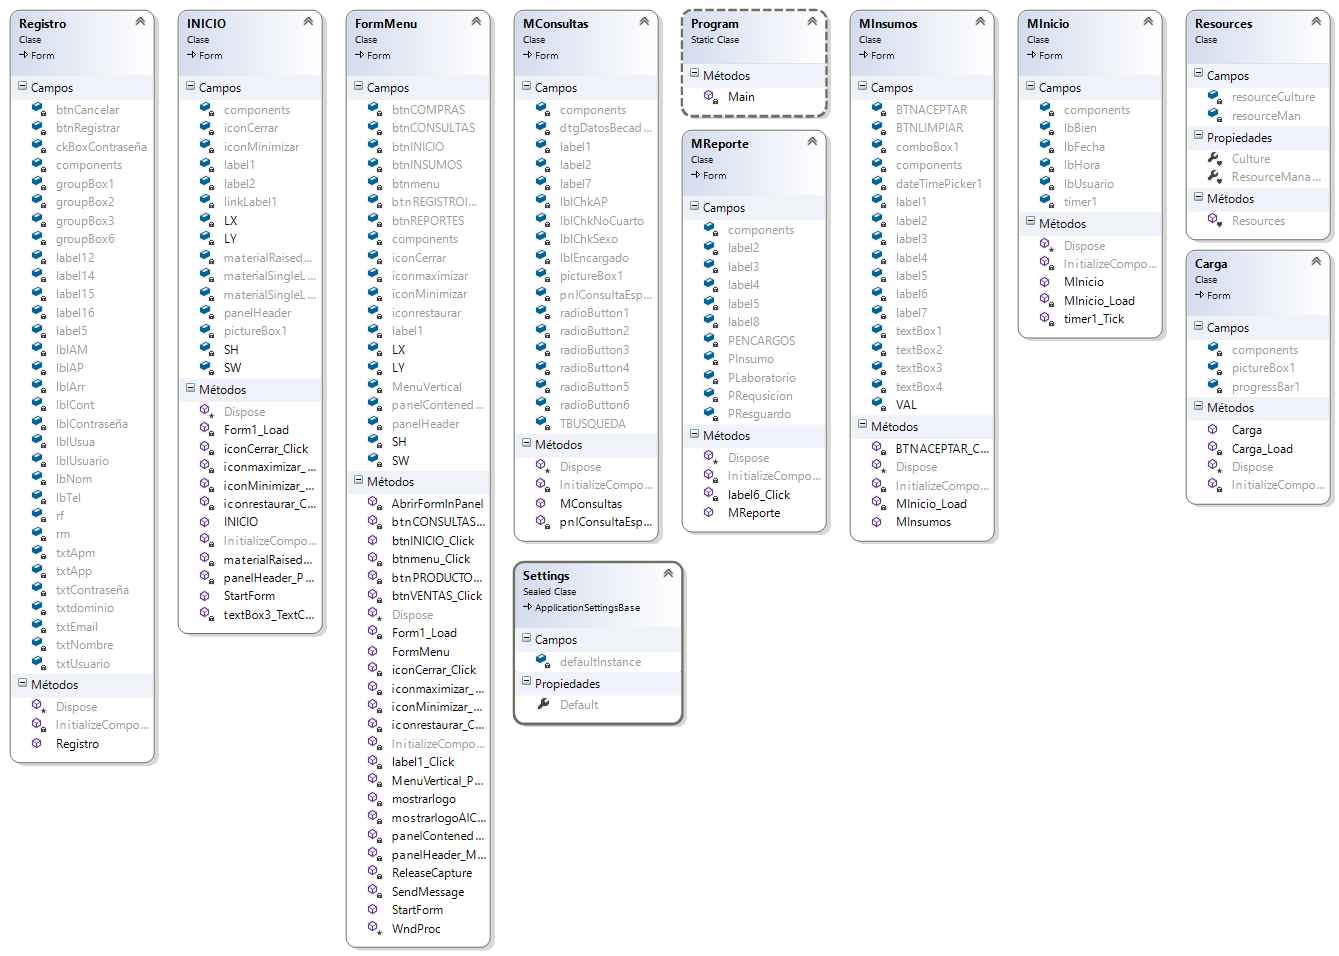 Registro
Clase
Form
Campos
btnCancelar
btnRegistrar
ckBoxContraseña
components
groupBox1
groupBox2
groupBox3
groupBox6
label12
label14
label15
label16
label5
lblAM
lblAP
lblArr
lblCont
lblContraseña
lblUsua
lblUsuario
lbNom
lbTel
rf
rm
txtApm
txtApp
txtContraseña
txtdominio
txtEmail
txtNombre
txtUsuario
Métodos
Dispose
InitializeCompo...
Registro
INICIO
Clase
Form
Campos
components
iconCerrar
iconMinimizar
label1
label2
linkLabel1
LX
LY
materialRaised...
materialSingleL...
materialSingleL...
panelHeader
pictureBox1
SH
SW
Métodos
Dispose
Form1_Load
iconCerrar_Click
iconmaximizar_...
iconMinimizar_...
iconrestaurar_C...
INICIO
InitializeCompo...
materialRaised...
panelHeader_P...
StartForm
textBox3_TextC...
FormMenu
Clase
Form
Campos
btnCOMPRAS
btnCONSULTAS
btnINICIO
btnINSUMOS
btnmenu
btnREGISTROI...
btnREPORTES
components
iconCerrar
iconmaximizar
iconMinimizar
iconrestaurar
label1
LX
LY
MenuVertical
panelContened...
panelHeader
SH
SW
Métodos
AbrirFormInPanel
btnCONSULTAS...
btnINICIO_Click
btnmenu_Click
btnPRODUCTO...
btnVENTAS_Click
Dispose
Form1_Load
FormMenu
iconCerrar_Click
iconmaximizar_...
iconMinimizar_...
iconrestaurar_C...
InitializeCompo...
label1_Click
MenuVertical_P...
mostrarlogo
mostrarlogoAlC...
panelContened...
panelHeader_M...
ReleaseCapture
SendMessage
StartForm
WndProc
MConsultas
Clase
Form
Campos
components
dtgDatosBecad...
label1
label2
label7
lblChkAP
lblChkNoCuarto
lblChkSexo
lblEncargado
pictureBox1
pnlConsultaEsp...
radioButton1
radioButton2
radioButton3
radioButton4
radioButton5
radioButton6
TBUSQUEDA
Métodos
Dispose
InitializeCompo...
MConsultas
pnlConsultaEsp...
Settings
Sealed Clase
ApplicationSettingsBase
Campos
defaultInstance
Propiedades
Default
Program
Static Clase
Métodos
Main
MReporte
Clase
Form
Campos
components
label2
label3
label4
label5
label8
PENCARGOS
PInsumo
PLaboratorio
PRequsicion
PResguardo
Métodos
Dispose
InitializeCompo...
label6_Click
MReporte
MInsumos
Clase
Form
Campos
BTNACEPTAR
BTNLIMPIAR
comboBox1
components
dateTimePicker1
label1
label2
label3
label4
label5
label6
label7
textBox1
textBox2
textBox3
textBox4
VAL
Métodos
BTNACEPTAR_C...
Dispose
InitializeCompo...
MInicio_Load
MInsumos
MInicio
Clase
Form
Campos
components
lbBien
lbFecha
lbHora
lbUsuario
timer1
Métodos
Dispose
InitializeCompo...
MInicio
MInicio_Load
timer1_Tick
Resources
Clase
Campos
resourceCulture
resourceMan
Propiedades
Culture
ResourceMana...
Métodos
Resources
Carga
Clase
Form
Campos
components
pictureBox1
progressBar1
Métodos
Carga
Carga_Load
Dispose
InitializeCompo...